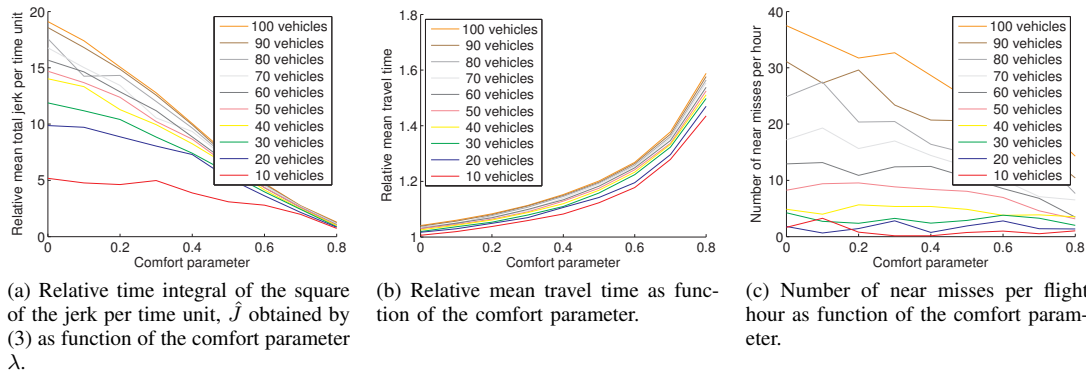 Relative mean total jerk per time unit
20
15
10
5
0
0
0.2
0.4
0.6
0.8
Comfort parameter
100 vehicles
90 vehicles
80 vehicles
70 vehicles
60 vehicles
50 vehicles
40 vehicles
30 vehicles
20 vehicles
10 vehicles
(a) Relative time integral of the square
of the jerk per time unit, Ĵ obtained by
(3) as function of the comfort parameter
λ.
Relative mean travel time
1.8
1.6
1.4
1.2
1
0
0.2
0.4
0.6
0.8
Comfort parameter
100 vehicles
90 vehicles
80 vehicles
70 vehicles
60 vehicles
50 vehicles
40 vehicles
30 vehicles
20 vehicles
10 vehicles
(b) Relative mean travel time as func-
tion of the comfort parameter.
Number of near misses per hour
40
30
20
10
0
0
0.2
0.4
0.6
0.8
Comfort parameter
100 vehicles
90 vehicles
80 vehicles
70 vehicles
60 vehicles
50 vehicles
40 vehicles
30 vehicles
20 vehicles
10 vehicles
(c) Number of near misses per flight
hour as function of the comfort param-
eter.